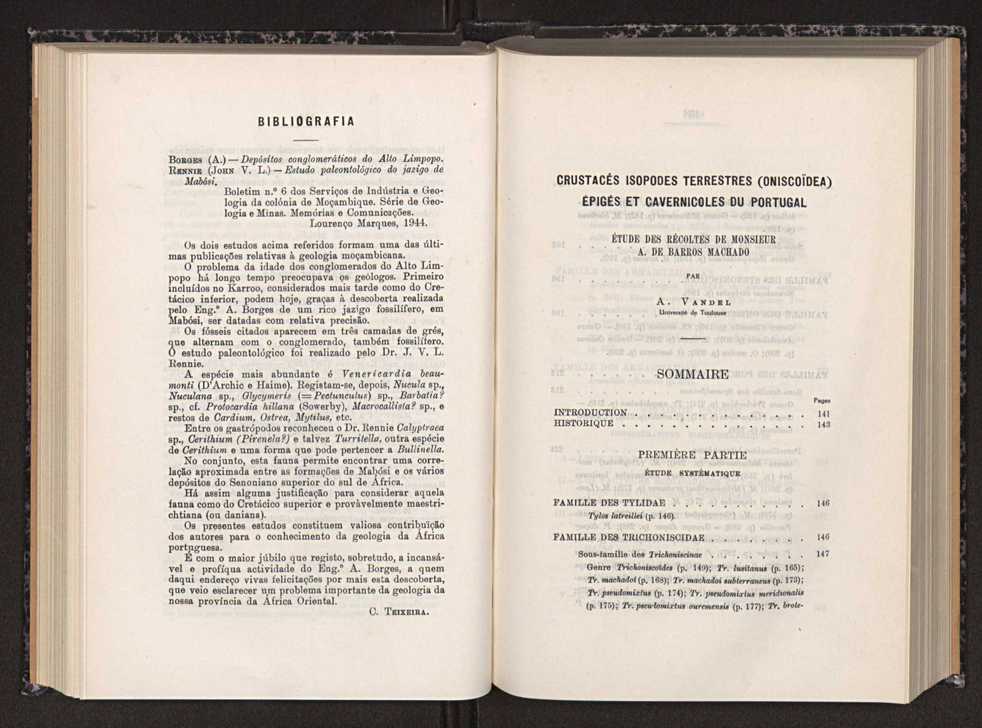 BIBLIOGRAFIA
BORGES (A.) — Depósitos conglomeráticos do Alto Limpopo.
RENNIE (JOHN V. L.) — Estudo paleontológico do jazigo de
Mabósi.
Boletim n.º 6 dos Serviços de Indústria e Geo-
logia da colónia de Moçambique. Série de Geo-
logia e Minas. Memórias e Comunicações.
Lourenço Marques, 1944.
Os dois estudos acima referidos formam uma das últi-
mas publicações relativas à geologia moçambicana.
O problema da idade dos conglomerados do Alto Lim-
popo há longo tempo preocupava os geólogos. Primeiro
incluídos no Karroo, considerados mais tarde como do Cre-
tácico inferior, podem hoje, graças à descoberta realizada
pelo Eng.º A. Borges de um rico jazigo fossilífero, em
Mabósi, ser datadas com relativa precisão.
Os fósseis citados aparecem em três camadas de grés,
que alternam com o conglomerado, também fossilífero.
O estudo paleontológico foi realizado pelo Dr. J. V. L.
Rennie.
A espécie mais abundante é Venericardia beau-
monti (D'Archic e Haime). Registam-se, depois, Nucula sp.,
Nuculana sp., Glycymeris (=Pectunculus) sp., Barbatia?
sp., cf. Protocardia hillana (Sowerby), Macrocallista? sp., e
restos de Cardium, Ostrea, Mytilus, etc.
Entre os gastrópodos reconheceu o Dr. Rennie Calyptraea
sp., Cerithium (Pirenela?) e talvez Turritella, outra espécie
de Cerithium e uma forma que pode pertencer a Bullinella.
No conjunto, esta fauna permite encontrar uma corre-
lação aproximada entre as formações de Mabósi e os vários
depósitos do Senoniano superior do sul de África.
Há assim alguma justificação para considerar aquela
fauna como do Cretácico superior e provàvelmente maestri-
chtiana (ou daniana).
Os presentes estudos constituem valiosa contribuïção
dos autores para o conhecimento da geologia da África
portuguesa.
É com o maior júbilo que registo, sobretudo, a incansá-
vel e profíqua actividade do Eng.º A. Borges, a quem
daqui endereço vivas felicitações por mais esta descoberta,
que veio esclarecer um problema importante da geologia da
nossa província da África Oriental.
C. TEIXEIRA.
CRUSTACÉS ISOPODES TERRESTRES (ONISCOÏDEA)
ÉPIGÉS ET CAVERNICOLES DU PORTUGAL
ÉTUDE DES RÉCOLTES DE MONSIEUR
A. DE BARROS MACHADO
PAR
A. VANDEL
Université de Toulouse
SOMMAIRE
Pages
INTRODUCTION . . . . . . . . . . . . . . . 141
HISTORIQUE . . . . . . . . . . . . . . . 143
PREMIÈRE PARTIE
ÉTUDE SYSTÉMATIQUE
FAMILLE DES TYLIDAE . . . . . . . . . . . 146
Tylos latreillei (p. 146).
FAMILLE DES TRICHONISCIDAE . . . . . . . . 146
Sous-famille des Trichoniscinae . . . . . . . . . 147
Genre Trichoniscoïdes (p. 149); Tr. lusitanus (p. 165);
Tr. machadoi (p. 168); Tr. machadoi subterraneus (p. 173);
Tr. pseudomixtus (p. 174); Tr. pseudomixtus meridionalis
(p. 175); Tr. pseudomixtus ouremensis (p. 177); Tr. brote-